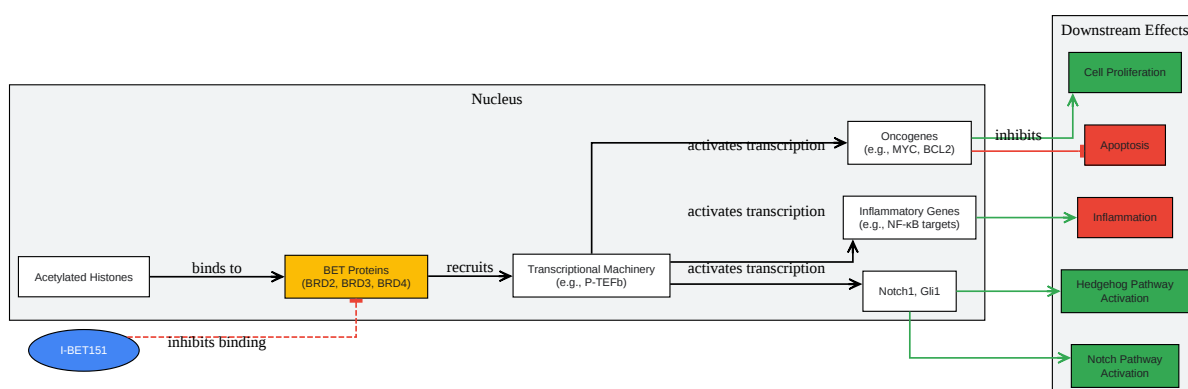 Downstream Effects
Cell Proliferation
Nucleus
Oncogenes
(e.g., MYC, BCL2)
inhibits
activates transcription
Apoptosis
activates transcription
Inflammatory Genes
(e.g., NF-κB targets)
Inflammation
Acetylated Histones
binds to
BET Proteins
(BRD2, BRD3, BRD4)
recruits
Transcriptional Machinery
(e.g., P-TEFb)
activates transcription
Notch1, Gli1
Hedgehog Pathway
Activation
I-BET151
inhibits binding
Notch Pathway
Activation